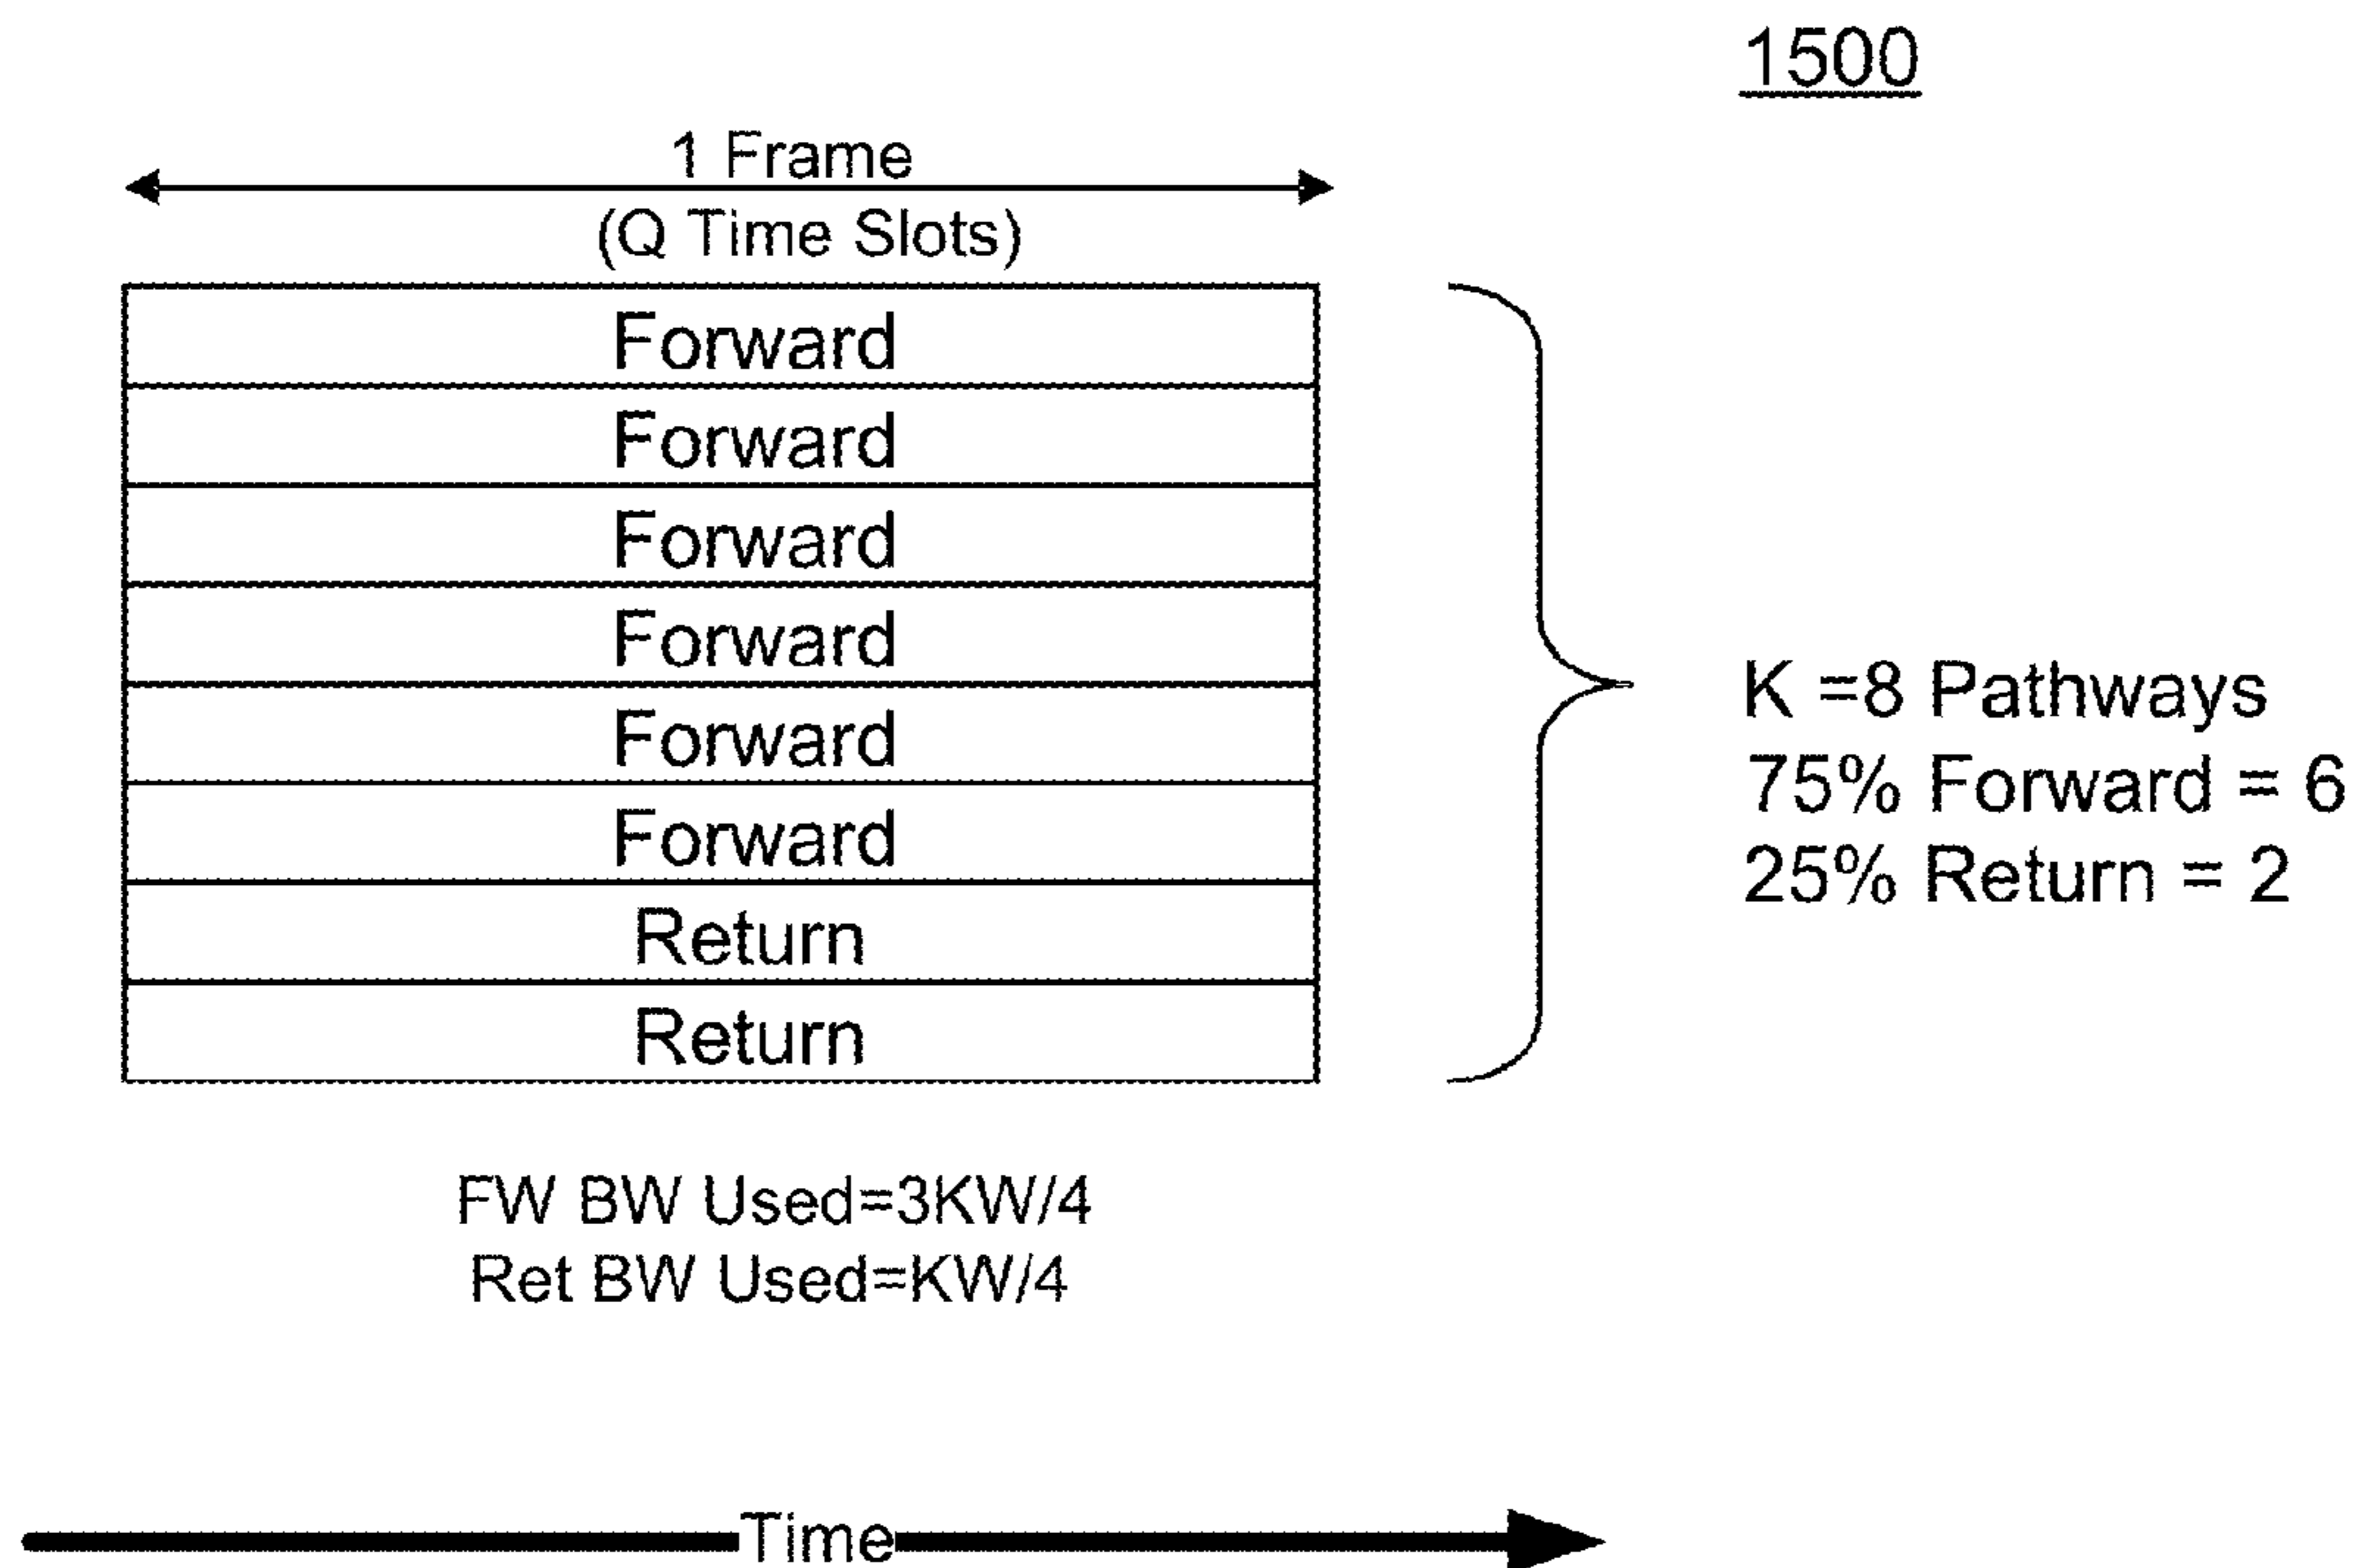 1500
1 Frame
(Q Time Slots)
Forward
Forward
Forward
Forward
Forward
Forward
Return
Return
K =8 Pathways
75% Forward = 6
25% Return = 2
FW BW Used=3KW/4
Ret BW Used=KW/4
Time